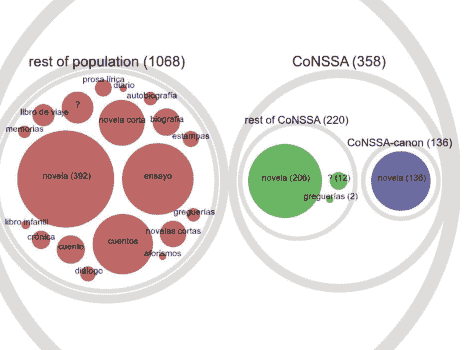 rest of population (1068)
CoNSSA (358)
prosa lírica
diario
autobiografía
libro de viaje
?
novela corta
biografía
memorias
estampas
novela (392)
ensayo
greguerías
libro infantil
crónica
cuento
cuentos
novelas cortas
aforismos
diálogo
rest of CoNSSA (220)
novela (206)
? (12)
greguerías (2)
CoNSSA-canon (136)
novela (136)